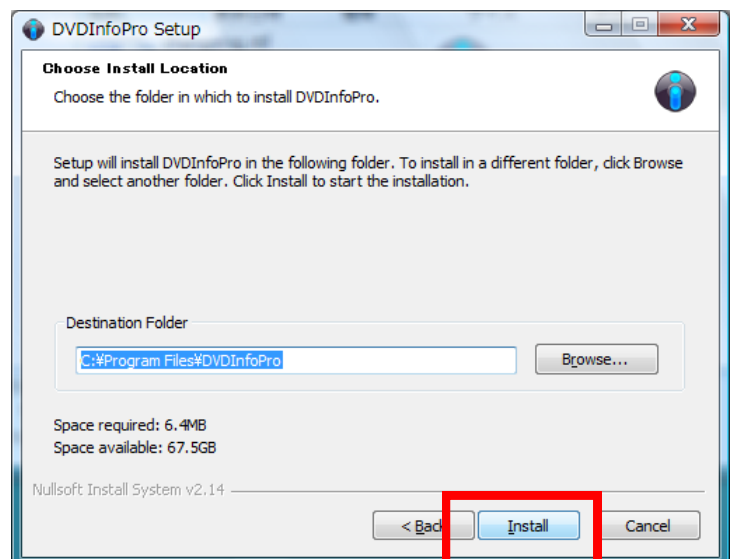 DVDInfoPro Setup
Choose Install Location
Choose the folder in which to install DVDInfoPro.
Setup will install DVDInfoPro in the following folder. To install in a different folder, click Browse
and select another folder. Click Install to start the installation.
Destination Folder
C:¥Program Files¥DVDInfoPro
Browse...
Space required: 6.4MB
Space available: 67.5GB
Nullsoft Install System v2.14
< Back
Install
Cancel